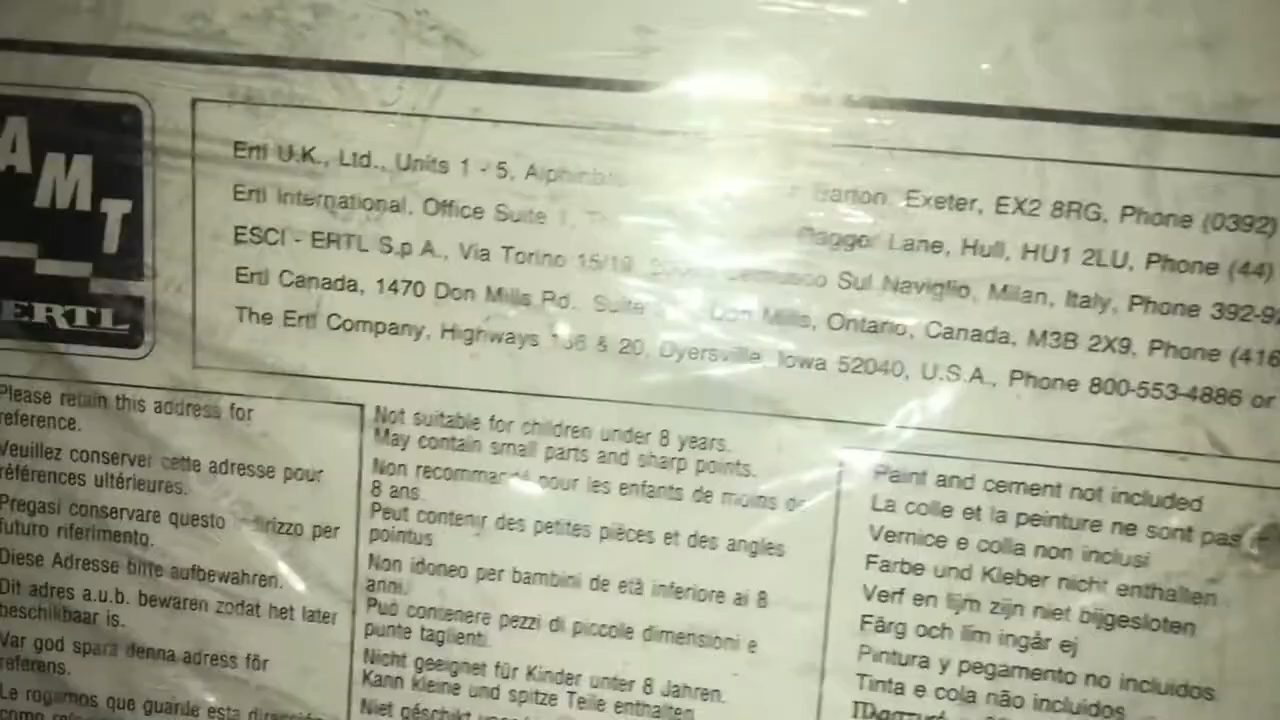 AMT
ERTL
Ertl U.K., Ltd., Units 1 - 5, Barton, Exeter, EX2 8RG, Phone (0392)
Ertl International, Office Suite 1, Lane, Hull, HU1 2LU, Phone (44)
ESCI - ERTL S.p.A., Via Torino Sul Naviglio, Milan, Italy, Phone 392-9
Ertl Canada, 1470 Don Mills Rd., Suite Don Mills, Ontario, Canada, M3B 2X9, Phone (416
The Ertl Company, Highways & 20, Dyersville, Iowa 52040, U.S.A., Phone 800-553-4886 or
Please retain this address for
reference.
Veuillez conserver cette adresse pour
références ultérieures.
Pregasi conservare questo indirizzo per
futuro riferimento.
Diese Adresse bitte aufbewahren.
Dit adres a.u.b. bewaren zodat het later
beschikbaar is.
Var god spara denna adress för
referens.
Le rogamos que guarde esta
como
Not suitable for children under 8 years.
May contain small parts and sharp points.
Non recommandé pour les enfants de moins de
8 ans.
Peut contenir des petites pièces et des angles
pointus
Non idoneo per bambini de età inferiore ai 8
anni.
Può contenere pezzi di piccole dimensioni e
punte taglienti.
Nicht geeignet für Kinder unter 8 Jahren.
Kann kleine und spitze Teile enthalten.
Niet
Paint and cement not included
La colle et la peinture ne sont pas
Vernice e colla non inclusi
Farbe und Kleber nicht enthallen
Verf en lijm zijn niet bijgesloten
Färg och lim ingår ej
Pintura y pegamento no incluidos
Tinta e cola não incluidos